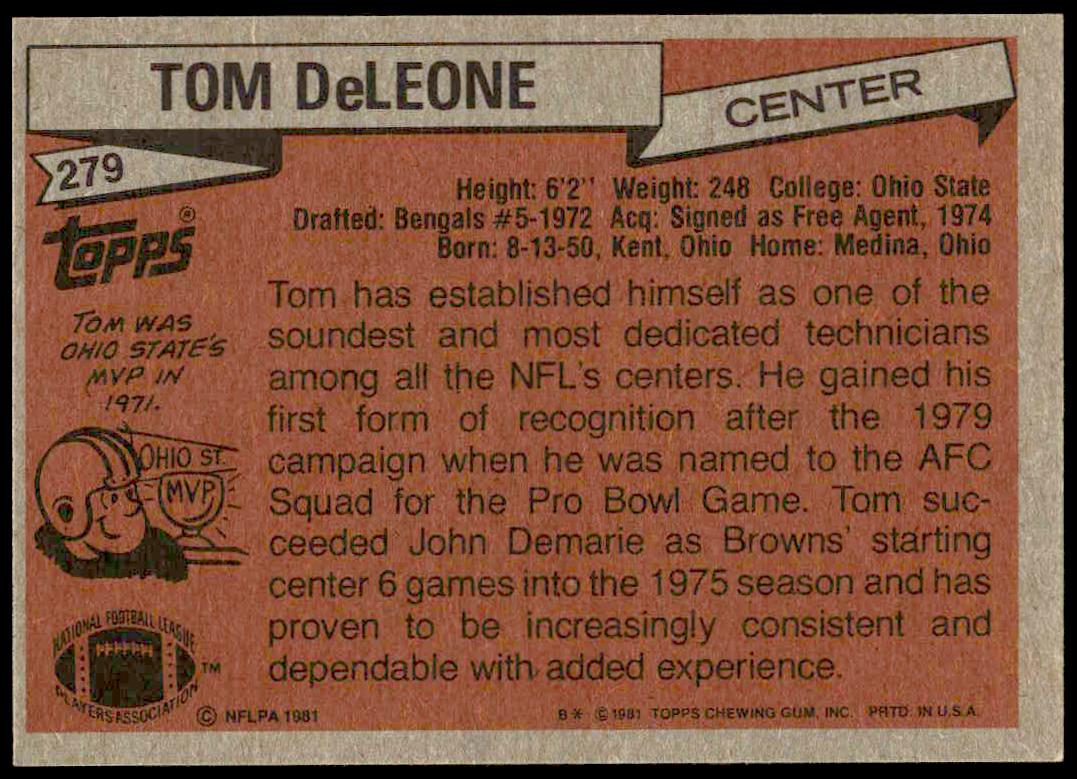 TOM DeLEONE
CENTER
279
Height: 6'2" Weight: 248 College: Ohio State
Drafted: Bengals #5-1972 Acq: Signed as Free Agent, 1974
Born: 8-13-50, Kent, Ohio Home: Medina, Ohio
TOPPS®
TOM WAS
OHIO STATE'S
MVP IN
1971.
OHIO ST.
MVP
Tom has established himself as one of the
soundest and most dedicated technicians
among all the NFL's centers. He gained his
first form of recognition after the 1979
campaign when he was named to the AFC
Squad for the Pro Bowl Game. Tom suc-
ceeded John Demarie as Browns' starting
center 6 games into the 1975 season and has
proven to be increasingly consistent and
dependable with added experience.
NATIONAL FOOTBALL LEAGUE
PLAYERS ASSOCIATION
TM
© NFLPA 1981
B* © 1981 TOPPS CHEWING GUM, INC. PRTD. IN U.S.A.